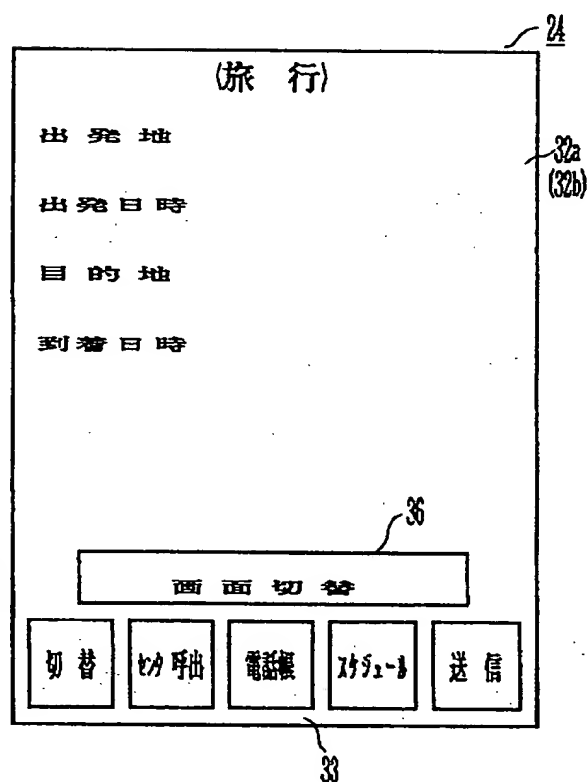 24
(旅 行)
出 発 地
32a
(32b)
出 発 日 時
目 的 地
到 着 日 時
36
画 面 切 替
切 替 センタ 呼出 電話帳 スケジュール 送 信
33